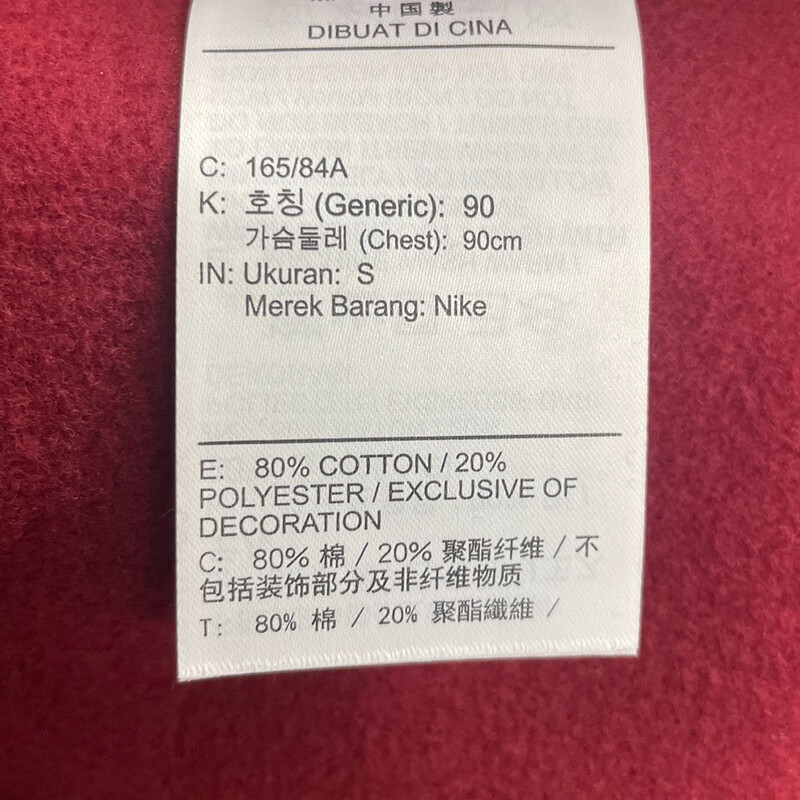 中国製
DIBUAT DI CINA
C: 165/84A
K: 호칭 (Generic): 90
가슴둘레 (Chest): 90cm
IN: Ukuran: S
Merek Barang: Nike
E: 80% COTTON / 20%
POLYESTER / EXCLUSIVE OF
DECORATION
C: 80% 棉 / 20% 聚酯纤维 / 不
包括装饰部分及非纤维物质
T: 80% 棉 / 20% 聚酯纖維 /